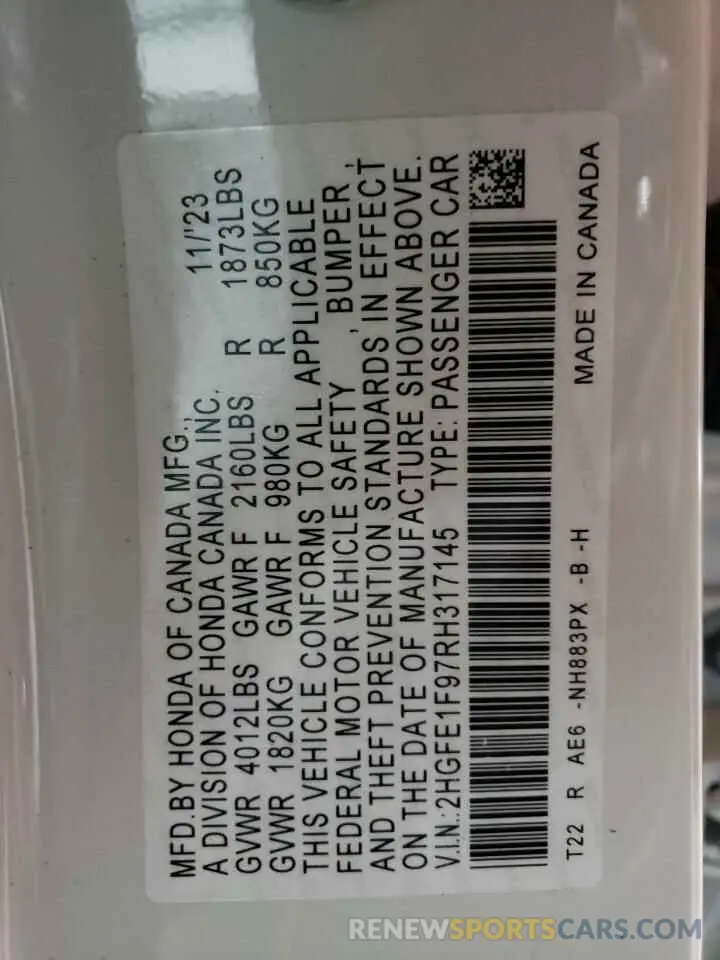 MFD.BY HONDA OF CANADA MFG.,
A DIVISION OF HONDA CANADA INC. 11/'23
GVWR 4012LBS GAWR F 2160LBS R 1873LBS
GVWR 1820KG GAWR F 980KG R 850KG
THIS VEHICLE CONFORMS TO ALL APPLICABLE
FEDERAL MOTOR VEHICLE SAFETY, BUMPER,
AND THEFT PREVENTION STANDARDS IN EFFECT
ON THE DATE OF MANUFACTURE SHOWN ABOVE.
V.I.N.:2HGFE1F97RH317145 TYPE: PASSENGER CAR
T22 R AE6 -NH883PX -B -H MADE IN CANADA
RENEWSPORTSCARS.COM